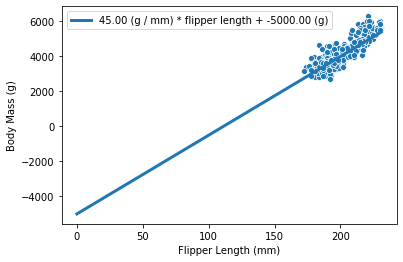 45.00 (g / mm) * flipper length + -5000.00 (g)
6000
4000
2000
0
−2000
−4000
Body Mass (g)
0 50 100 150 200
Flipper Length (mm)